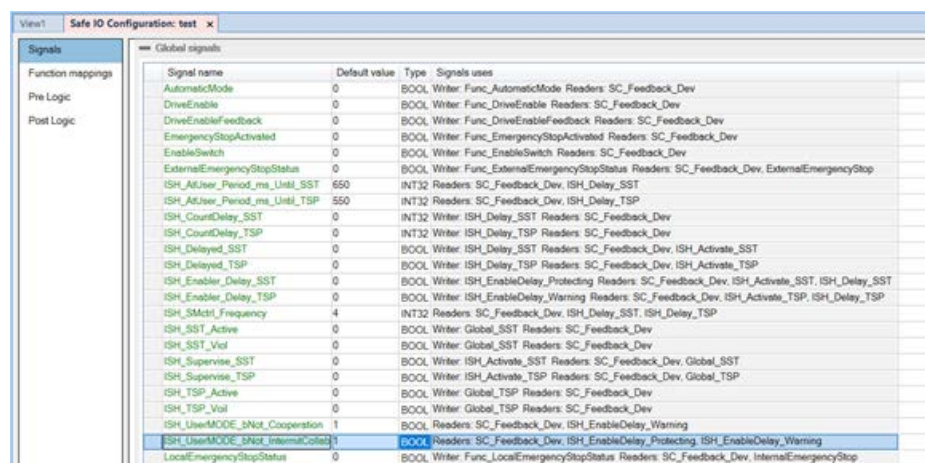 View1 Safe IO Configuration: test x
Signals
Function mappings
Pre Logic
Post Logic
Global signals
Signal name Default value Type Signals uses
AutomaticMode 0 BOOL Writer: Func_AutomaticMode Readers: SC_Feedback_Dev
DriveEnable 0 BOOL Writer: Func_DriveEnable Readers: SC_Feedback_Dev
DriveEnableFeedback 0 BOOL Writer: Func_DriveEnableFeedback Readers: SC_Feedback_Dev
EmergencyStopActivated 0 BOOL Writer: Func_EmergencyStopActivated Readers: SC_Feedback_Dev
EnableSwitch 0 BOOL Writer: Func_EnableSwitch Readers: SC_Feedback_Dev
ExternalEmergencyStopStatus 0 BOOL Writer: Func_ExternalEmergencyStopStatus Readers: SC_Feedback_Dev, ExternalEmergencyStop
ISH_AtUser_Period_ms_Until_SST 650 INT32 Readers: SC_Feedback_Dev, ISH_Delay_SST
ISH_AtUser_Period_ms_Until_TSP 550 INT32 Readers: SC_Feedback_Dev, ISH_Delay_TSP
ISH_CountDelay_SST 0 INT32 Writer: ISH_Delay_SST Readers: SC_Feedback_Dev
ISH_CountDelay_TSP 0 INT32 Writer: ISH_Delay_TSP Readers: SC_Feedback_Dev
ISH_Delayed_SST 0 BOOL Writer: ISH_Delay_SST Readers: SC_Feedback_Dev, ISH_Activate_SST
ISH_Delayed_TSP 0 BOOL Writer: ISH_Delay_TSP Readers: SC_Feedback_Dev, ISH_Activate_TSP
ISH_Enabler_Delay_SST 0 BOOL Writer: ISH_EnableDelay_Protecting Readers: SC_Feedback_Dev, ISH_Activate_SST, ISH_Delay_SST
ISH_Enabler_Delay_TSP 0 BOOL Writer: ISH_EnableDelay_Warning Readers: SC_Feedback_Dev, ISH_Activate_TSP, ISH_Delay_TSP
ISH_SMctrl_Frequency 4 INT32 Readers: SC_Feedback_Dev, ISH_Delay_SST, ISH_Delay_TSP
ISH_SST_Active 0 BOOL Writer: Global_SST Readers: SC_Feedback_Dev
ISH_SST_Viol 0 BOOL Writer: Global_SST Readers: SC_Feedback_Dev
ISH_Supervise_SST 0 BOOL Writer: ISH_Activate_SST Readers: SC_Feedback_Dev, Global_SST
ISH_Supervise_TSP 0 BOOL Writer: ISH_Activate_TSP Readers: SC_Feedback_Dev, Global_TSP
ISH_TSP_Active 0 BOOL Writer: Global_TSP Readers: SC_Feedback_Dev
ISH_TSP_Voil 0 BOOL Writer: Global_TSP Readers: SC_Feedback_Dev
ISH_UserMODE_bNot_Cooperation 1 BOOL Readers: SC_Feedback_Dev, ISH_EnableDelay_Warning
ISH_UserMODE_bNot_IntermitCollab 1 BOOL Readers: SC_Feedback_Dev, ISH_EnableDelay_Protecting, ISH_EnableDelay_Warning
LocalEmergencyStopStatus 0 BOOL Writer: Func_LocalEmergencyStopStatus Readers: SC_Feedback_Dev, InternalEmergencyStop